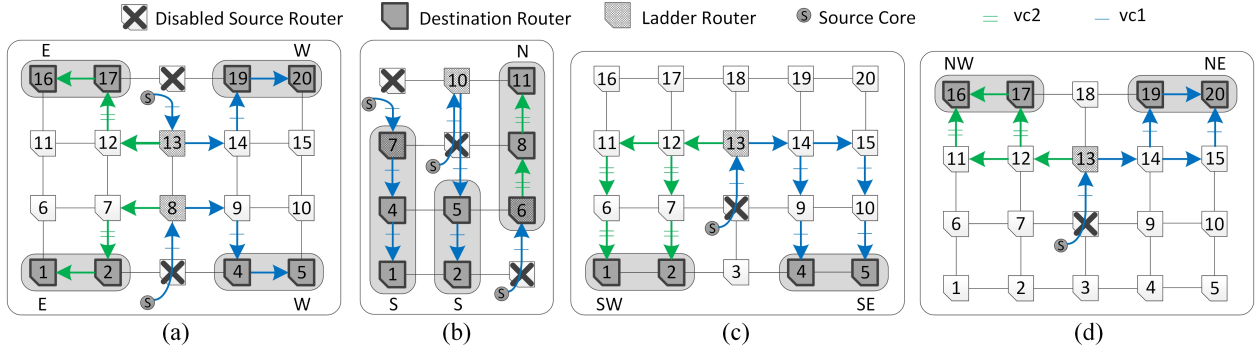 Disabled Source Router Destination Router Ladder Router S Source Core vc2 vc1
E W
16 17 19 20
S
11 12 13 14 15
6 7 8 9 10
1 2 4 5
S
E W
(a)
N
10 11
S
7 8
S
4 5 6
1 2
S
S S
(b)
16 17 18 19 20
11 12 13 14 15
6 7 9 10
S
1 2 3 4 5
SW SE
(c)
NW NE
16 17 18 19 20
11 12 13 14 15
6 7 9 10
S
1 2 3 4 5
(d)